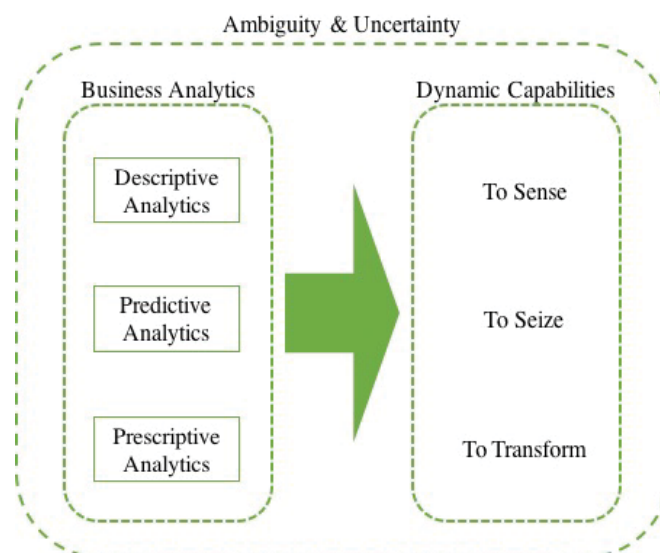 Ambiguity & Uncertainty
Business Analytics
Dynamic Capabilities
Descriptive
Analytics
To Sense
Predictive
Analytics
To Seize
Prescriptive
Analytics
To Transform